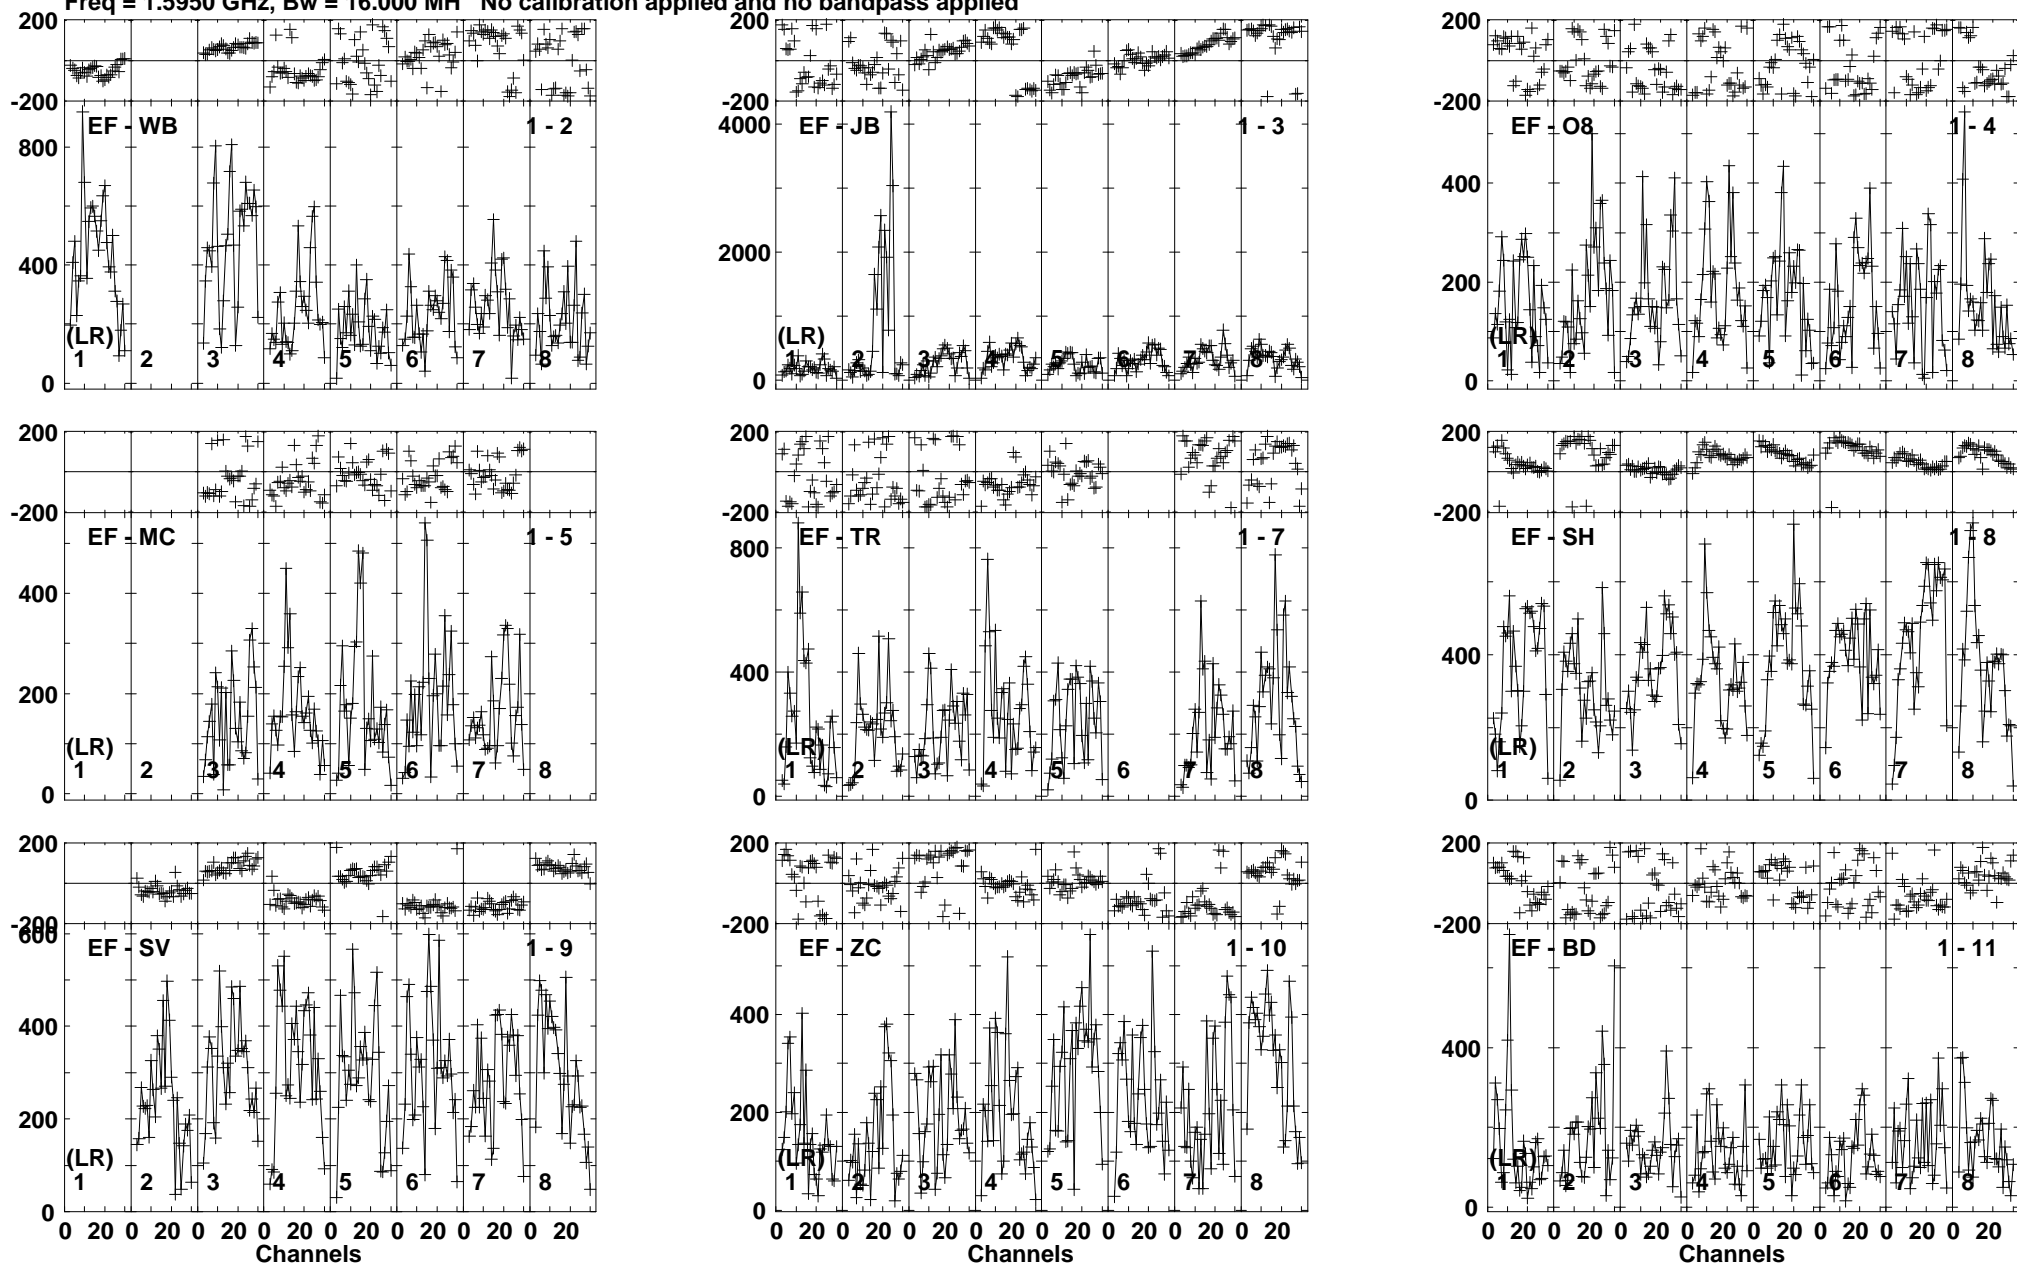 Freq = 1.5950 GHz, Bw = 16.000 MH No calibration applied and no bandpass applied
200 200 200
-200 -200 -200
EF - WB 1 - 2 EF - JB 1 - 3 EF - O8 1 - 4
800 4000
400 2000 400
200
(LR) (LR) (LR)
1 2 3 4 5 6 7 8 1 2 3 4 5 6 7 8 1 2 3 4 5 6 7 8
0 0 0
200 200 200
-200 -200 -200
EF - MC 1 - 5 EF - TR 1 - 7 EF - SH 1 - 8
800
400 400 400
200
(LR) (LR) (LR)
1 2 3 4 5 6 7 8 1 2 3 4 5 6 7 8 1 2 3 4 5 6 7 8
0 0 0
200 200 200
-200 -200 -200
600
EF - SV 1 - 9 EF - ZC 1 - 10 EF - BD 1 - 11
400 400 400
200 200
(LR) (LR) (LR)
1 2 3 4 5 6 7 8 1 2 3 4 5 6 7 8 1 2 3 4 5 6 7 8
0 0 0
0 20 0 20 0 20 0 20 0 20 0 20 0 20 0 20 0 20 0 20 0 20 0 20 0 20 0 20 0 20 0 20 0 20 0 20 0 20 0 20 0 20 0 20 0 20 0 20
Channels Channels Channels